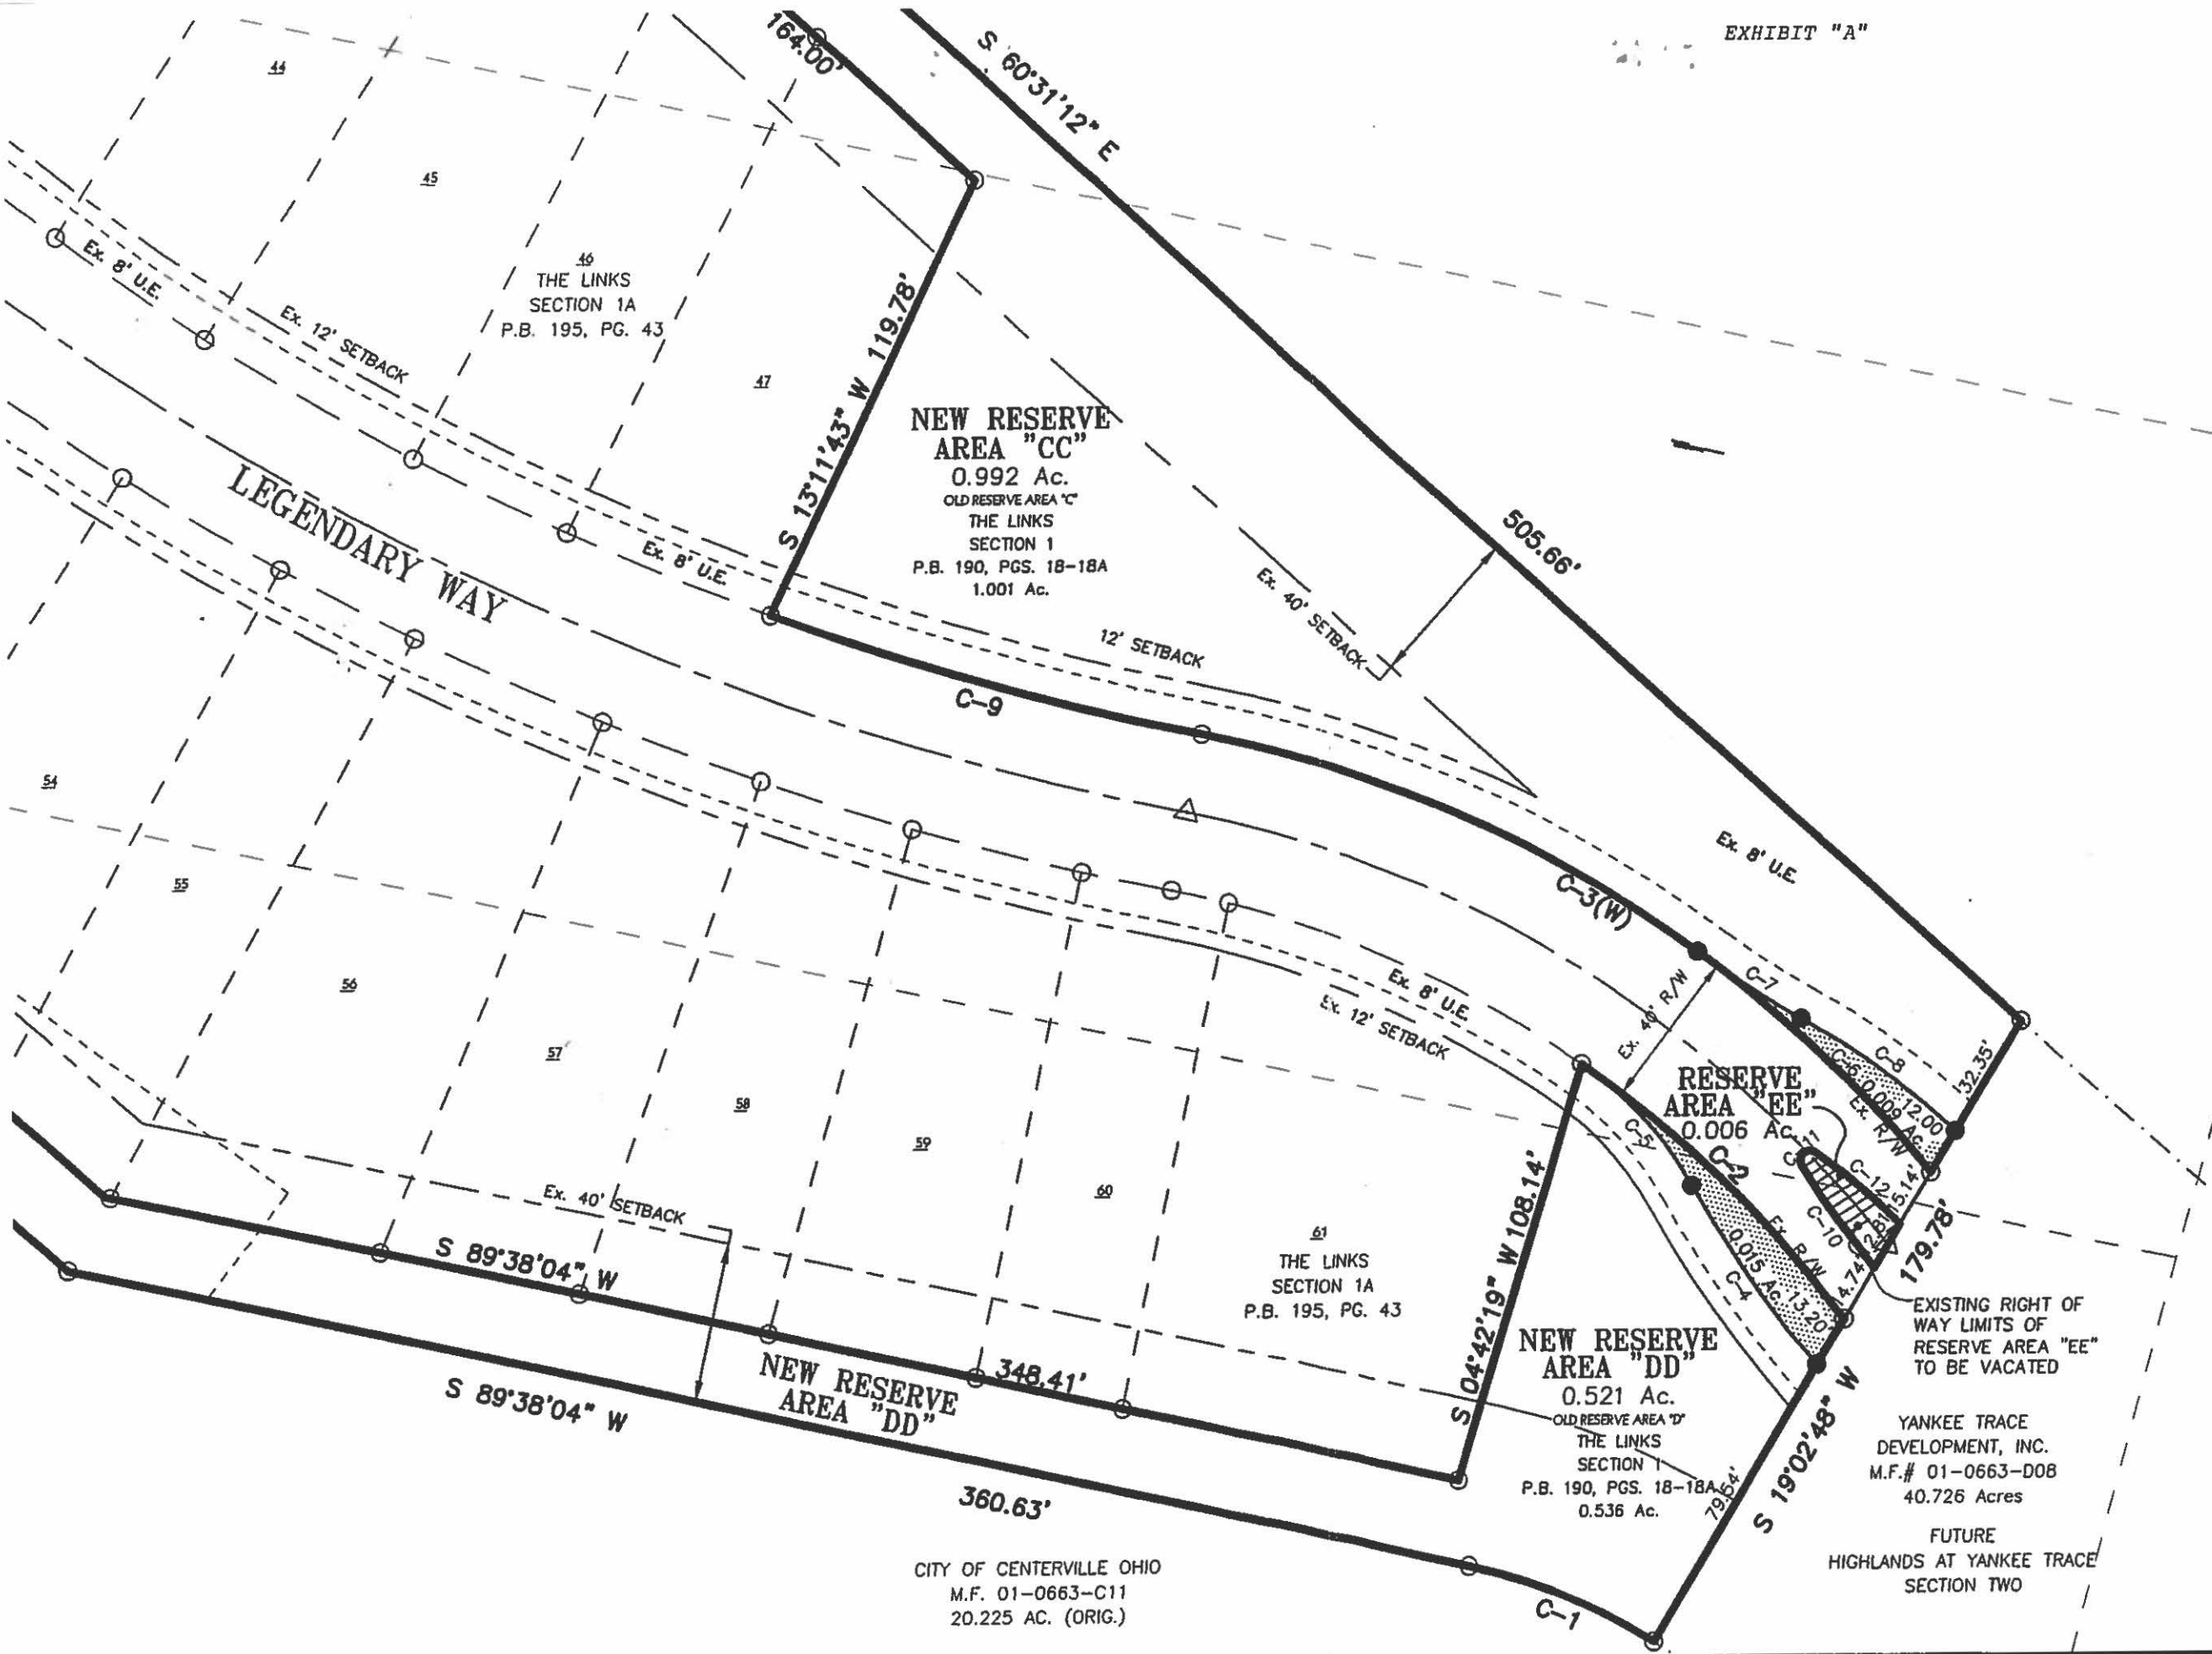 EXHIBIT "A"
164.00'
S 60°31'12" E
44
45
46
THE LINKS
SECTION 1A
P.B. 195, PG. 43
47
Ex. 8' U.E.
Ex. 12' SETBACK
S 13°11'43" W 119.78'
NEW RESERVE
AREA "CC"
0.992 Ac.
OLD RESERVE AREA "C"
THE LINKS
SECTION 1
P.B. 190, PGS. 18-18A
1.001 Ac.
505.66'
Ex. 40' SETBACK
LEGENDARY WAY
Ex. 8' U.E.
12' SETBACK
C-9
C-3(W)
Ex. 8' U.E.
54
55
56
57
58
59
60
61
THE LINKS
SECTION 1A
P.B. 195, PG. 43
Ex. 8' U.E.
Ex. 12' SETBACK
Ex. 40' R/W
C-7
C-8
C-6
0.009 Ac.
12.00
Ex. R/W
32.35'
RESERVE
AREA "EE"
0.006 Ac.
C-11
C-12
C-10
15.14'
14.74'
179.78'
C-5
C-2
Ex. R/W
0.015 Ac.
13.20'
C-4
EXISTING RIGHT OF
WAY LIMITS OF
RESERVE AREA "EE"
TO BE VACATED
Ex. 40' SETBACK
S 89°38'04" W
348.41'
S 04°42'19" W 108.14'
NEW RESERVE
AREA "DD"
S 89°38'04" W
360.63'
NEW RESERVE
AREA "DD"
0.521 Ac.
OLD RESERVE AREA "D"
THE LINKS
SECTION 1
P.B. 190, PGS. 18-18A
0.536 Ac.
79.54'
S 19°02'48" W
YANKEE TRACE
DEVELOPMENT, INC.
M.F.# 01-0663-D08
40.726 Acres
FUTURE
HIGHLANDS AT YANKEE TRACE
SECTION TWO
CITY OF CENTERVILLE OHIO
M.F. 01-0663-C11
20.225 AC. (ORIG.)
C-1